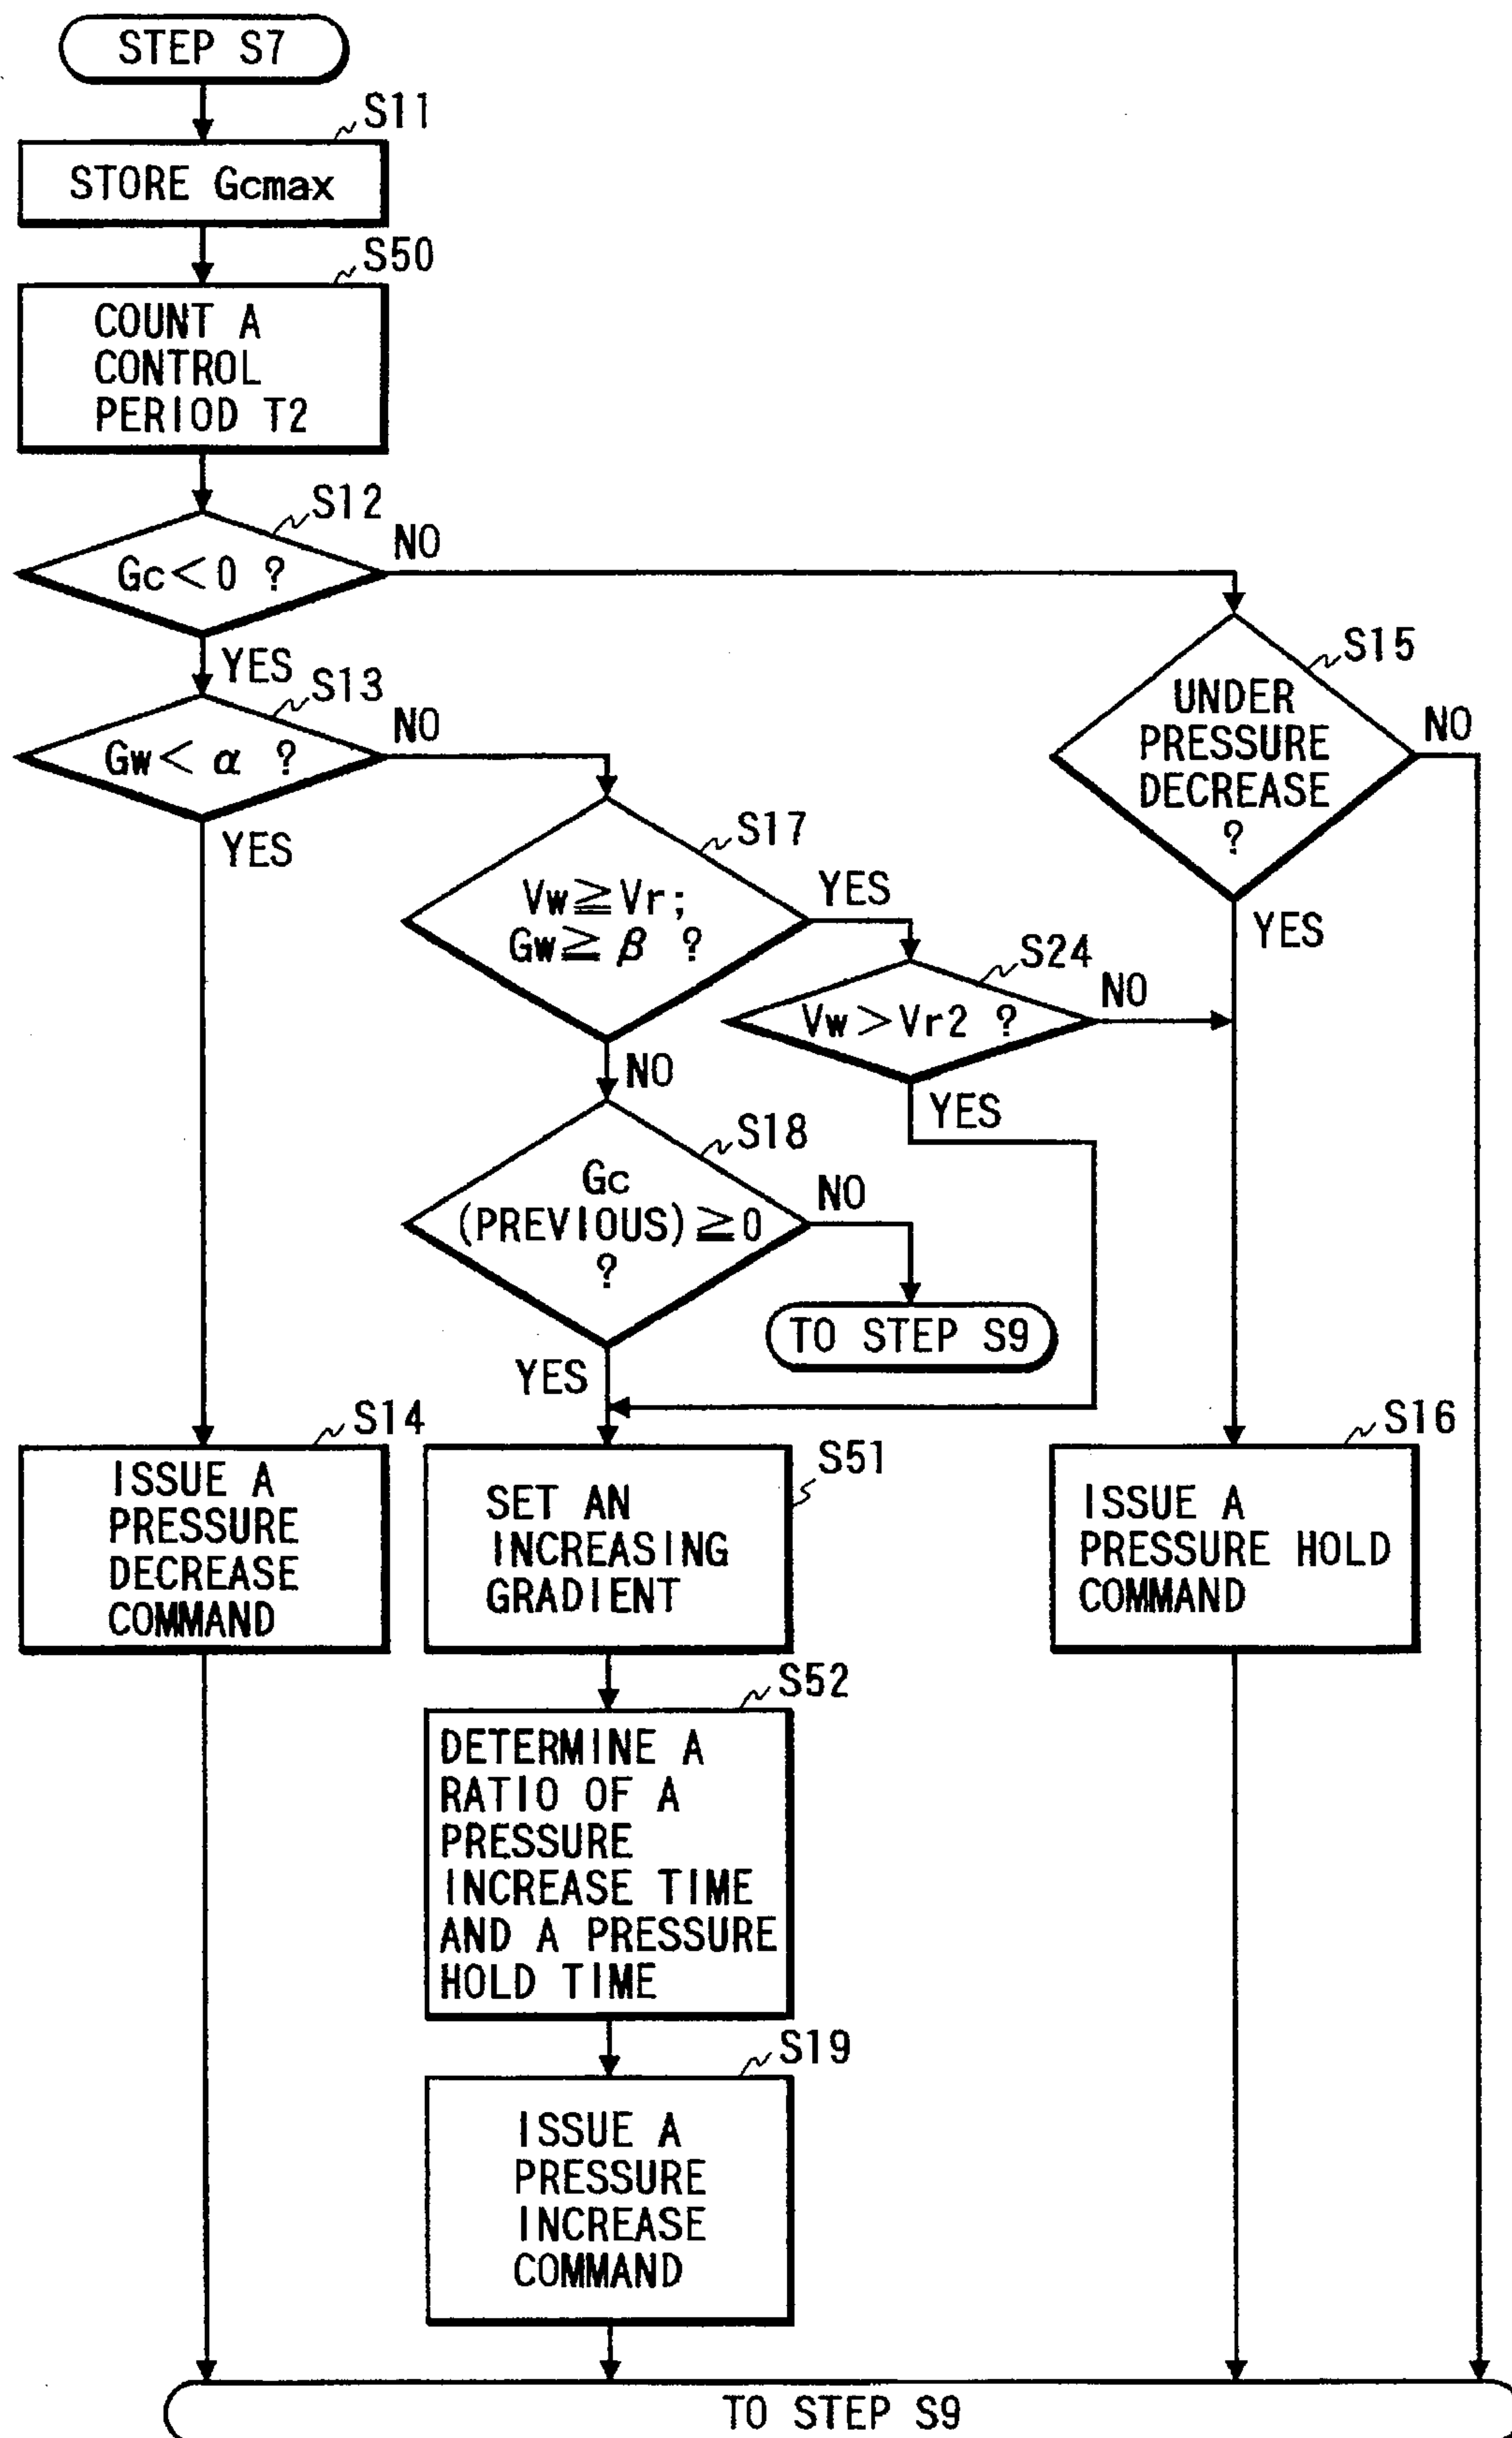 STEP S7
S11
STORE Gcmax
S50
COUNT A
CONTROL
PERIOD T2
S12
Gc<0 ?
NO
YES
S13
Gw< α ?
NO
YES
S15
UNDER
PRESSURE
DECREASE
?
NO
YES
S17
Vw≧Vr;
Gw≧ β ?
YES
NO
S24
Vw>Vr2 ?
NO
YES
S18
Gc
(PREVIOUS)≧0
?
NO
TO STEP S9
YES
S14
ISSUE A
PRESSURE
DECREASE
COMMAND
S51
SET AN
INCREASING
GRADIENT
S16
ISSUE A
PRESSURE HOLD
COMMAND
S52
DETERMINE A
RATIO OF A
PRESSURE
INCREASE TIME
AND A PRESSURE
HOLD TIME
S19
ISSUE A
PRESSURE
INCREASE
COMMAND
TO STEP S9